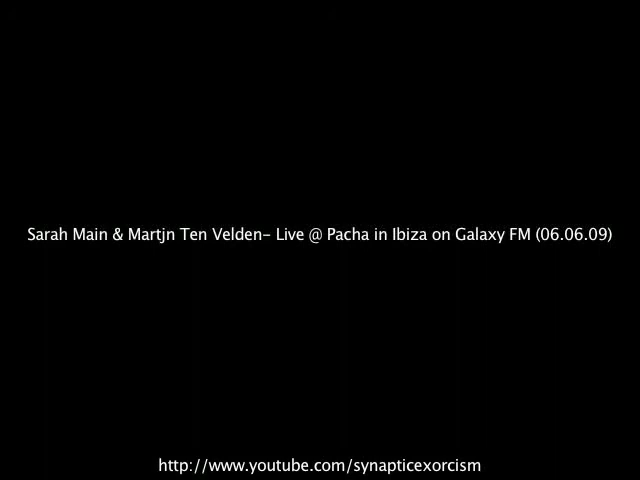 Sarah Main & Martjn Ten Velden- Live @ Pacha in Ibiza on Galaxy FM (06.06.09)
http://www.youtube.com/synapticexorcism